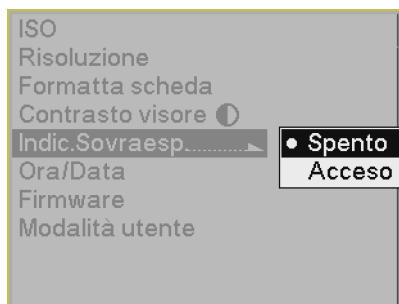 ISO
Risoluzione
Formatta scheda
Contrasto visore
Indic.Sovraesp.........
Ora/Data
Firmware
Modalità utente
Spento
Acceso